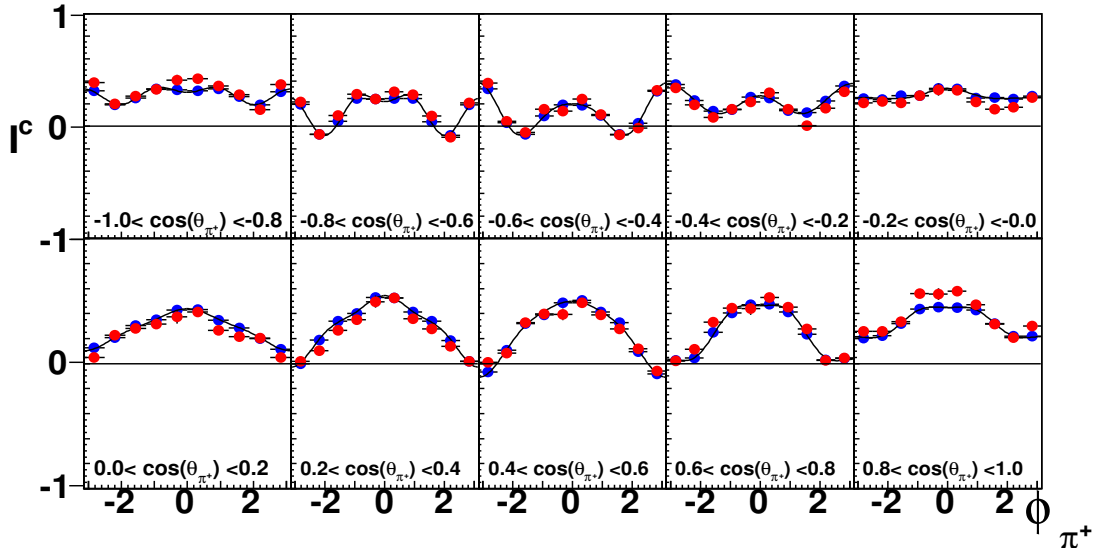 1
I^c
0
-1.0< cos(θ_π+) <-0.8
-0.8< cos(θ_π+) <-0.6
-0.6< cos(θ_π+) <-0.4
-0.4< cos(θ_π+) <-0.2
-0.2< cos(θ_π+) <-0.0
-1
0
0.0< cos(θ_π+) <0.2
0.2< cos(θ_π+) <0.4
0.4< cos(θ_π+) <0.6
0.6< cos(θ_π+) <0.8
0.8< cos(θ_π+) <1.0
-1
-2 0 2 -2 0 2 -2 0 2 -2 0 2 -2 0 2 ϕ
π+